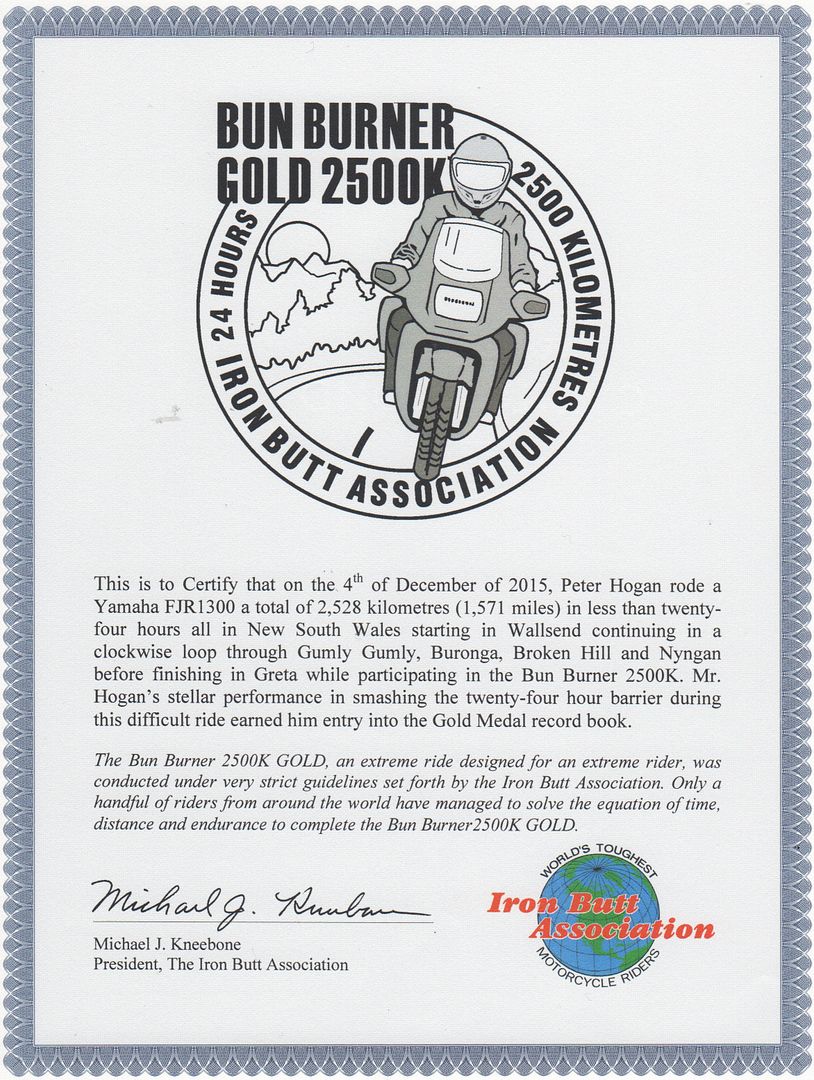 BUN BURNER
GOLD 2500K
24 HOURS
2500 KILOMETRES
IRON BUTT ASSOCIATION
This is to Certify that on the 4th of December of 2015, Peter Hogan rode a
Yamaha FJR1300 a total of 2,528 kilometres (1,571 miles) in less than twenty-
four hours all in New South Wales starting in Wallsend continuing in a
clockwise loop through Gumly Gumly, Buronga, Broken Hill and Nyngan
before finishing in Greta while participating in the Bun Burner 2500K. Mr.
Hogan's stellar performance in smashing the twenty-four hour barrier during
this difficult ride earned him entry into the Gold Medal record book.
The Bun Burner 2500K GOLD, an extreme ride designed for an extreme rider, was
conducted under very strict guidelines set forth by the Iron Butt Association. Only a
handful of riders from around the world have managed to solve the equation of time,
distance and endurance to complete the Bun Burner2500K GOLD.
Michael J. Kneebone
Michael J. Kneebone
President, The Iron Butt Association
WORLD'S TOUGHEST
Iron Butt
Association
MOTORCYCLE RIDERS